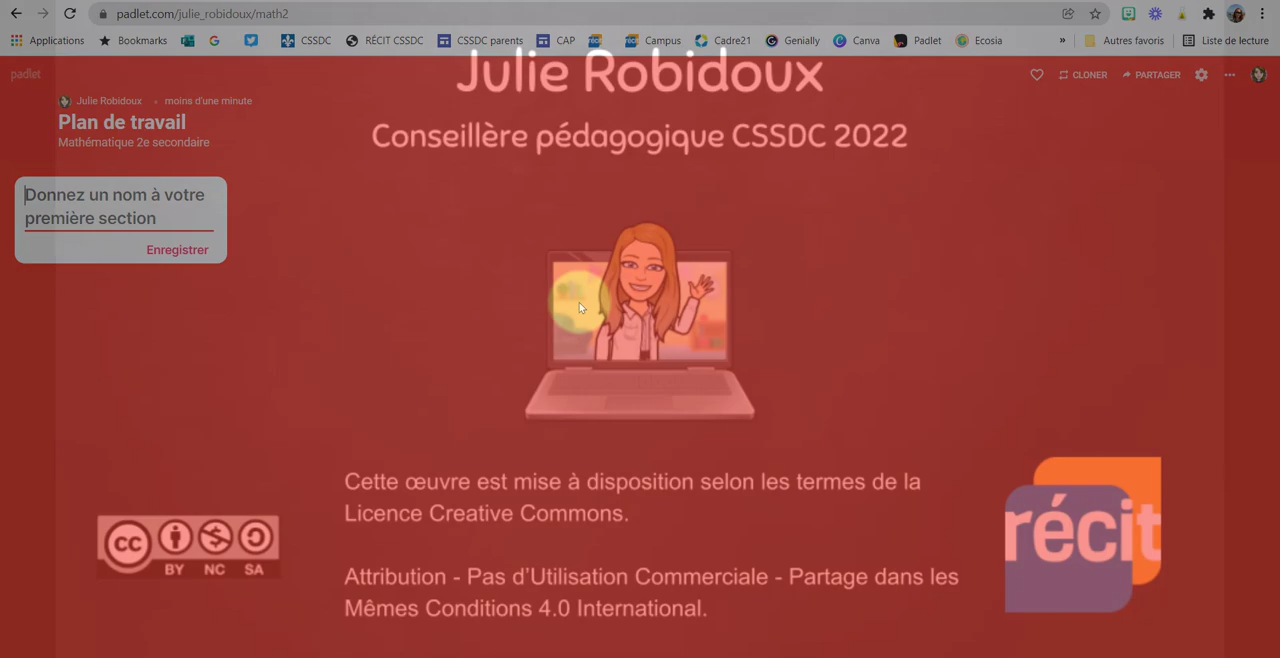 padlet.com/julie_robidoux/math2
Applications
Bookmarks
CSSDC
RÉCIT CSSDC
CSSDC parents
CAP
Campus
Cadre21
Genially
Canva
Padlet
Ecosia
»
Autres favoris
Liste de lecture
padlet
Julie Robidoux
CLONER
PARTAGER
Julie Robidoux • moins d'une minute
Plan de travail
Mathématique 2e secondaire
Conseillère pédagogique CSSDC 2022
Donnez un nom à votre
première section
Enregistrer
Cette œuvre est mise à disposition selon les termes de la
Licence Creative Commons.
récit
cc
BY NC SA
Attribution - Pas d'Utilisation Commerciale - Partage dans les
Mêmes Conditions 4.0 International.